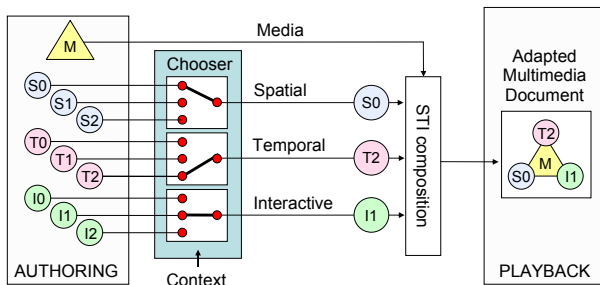 M
Media
Chooser
S0
S1
S2
Spatial
S0
T0
T1
T2
Temporal
T2
I0
I1
I2
Interactive
I1
STI composition
Context
AUTHORING
Adapted
Multimedia
Document
T2
M
S0
I1
PLAYBACK